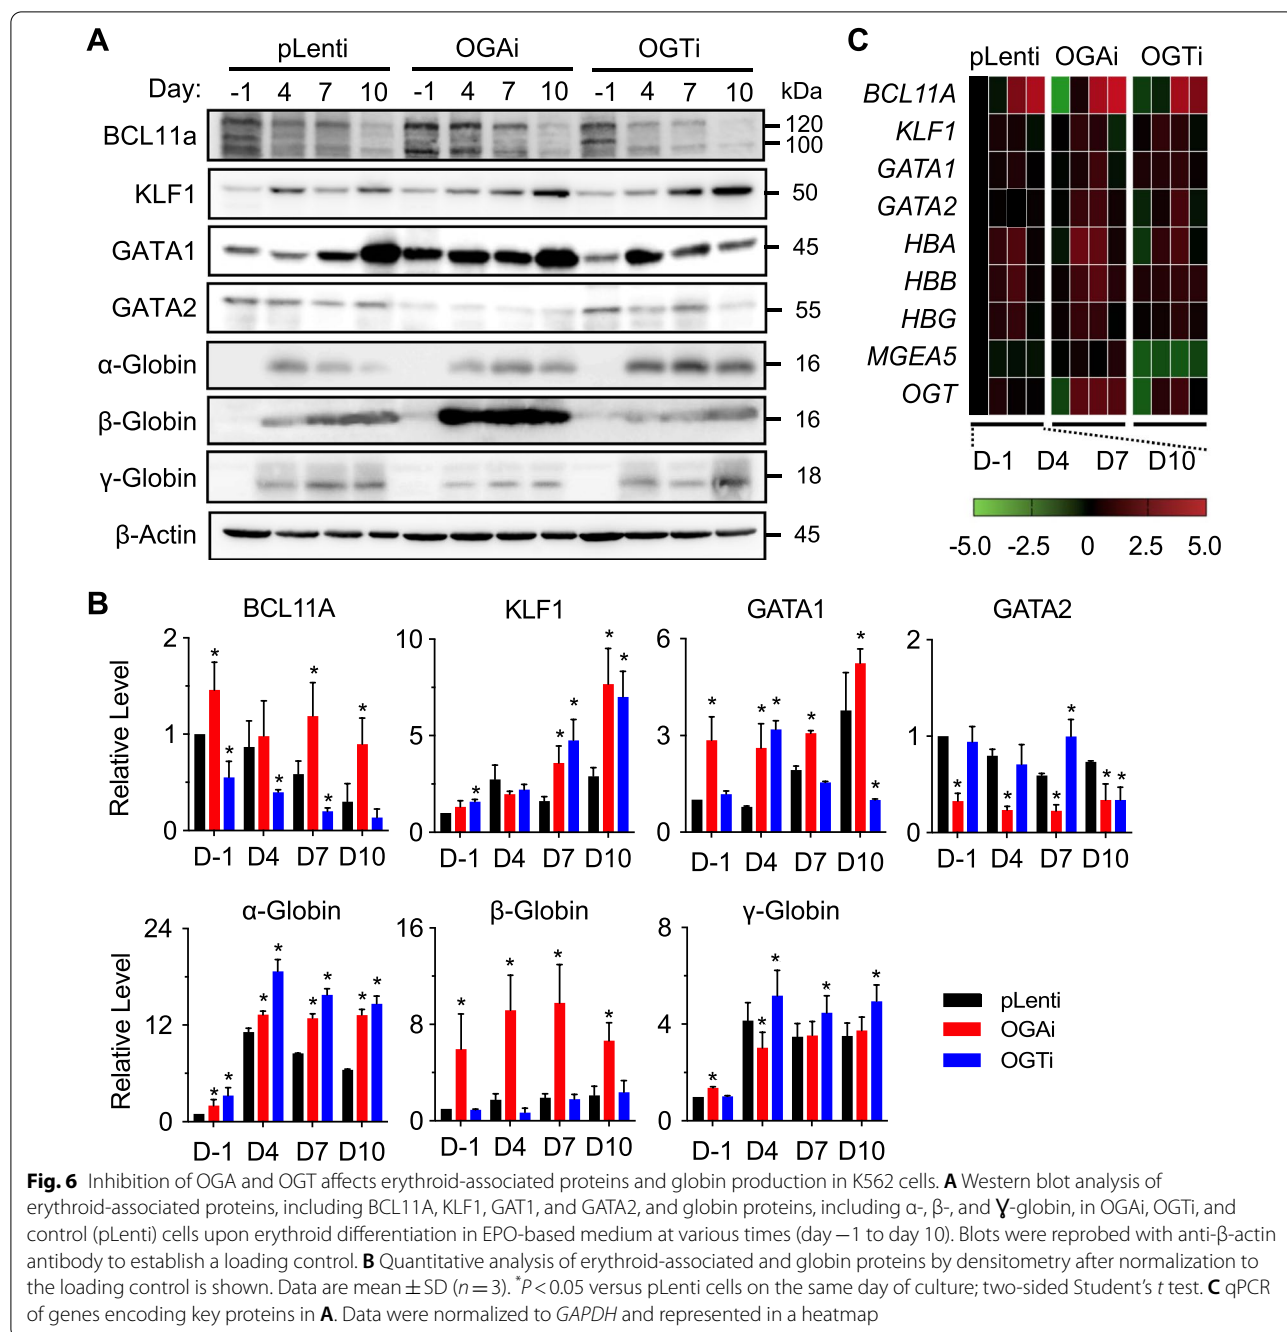 A
pLenti OGAi OGTi
Day: -1 4 7 10 -1 4 7 10 -1 4 7 10 kDa
BCL11a 120
100
KLF1 50
GATA1 45
GATA2 55
α-Globin 16
β-Globin 16
γ-Globin 18
β-Actin 45
C
pLenti OGAi OGTi
BCL11A
KLF1
GATA1
GATA2
HBA
HBB
HBG
MGEA5
OGT
D-1 D4 D7 D10
-5.0 -2.5 0 2.5 5.0
B
BCL11A KLF1 GATA1 GATA2
Relative Level
2
1
0
* * * * * *
D-1 D4 D7 D10
10
5
0
* * * * *
D-1 D4 D7 D10
6
3
0
* * * * * *
D-1 D4 D7 D10
2
1
0
* * * * * *
D-1 D4 D7 D10
α-Globin β-Globin γ-Globin
Relative Level
24
12
0
* * * * * * * *
D-1 D4 D7 D10
16
8
0
* * * *
D-1 D4 D7 D10
8
4
0
* * * * *
D-1 D4 D7 D10
pLenti
OGAi
OGTi
Fig. 6 Inhibition of OGA and OGT affects erythroid-associated proteins and globin production in K562 cells. A Western blot analysis of
erythroid-associated proteins, including BCL11A, KLF1, GAT1, and GATA2, and globin proteins, including α-, β-, and Ɣ-globin, in OGAi, OGTi, and
control (pLenti) cells upon erythroid differentiation in EPO-based medium at various times (day −1 to day 10). Blots were reprobed with anti-β-actin
antibody to establish a loading control. B Quantitative analysis of erythroid-associated and globin proteins by densitometry after normalization to
the loading control is shown. Data are mean ± SD (n = 3). *P < 0.05 versus pLenti cells on the same day of culture; two-sided Student's t test. C qPCR
of genes encoding key proteins in A. Data were normalized to GAPDH and represented in a heatmap